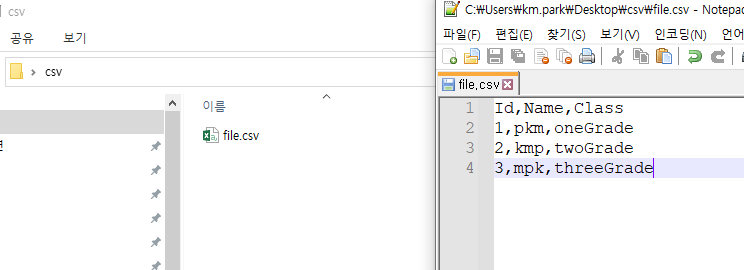 csv
공유
보기
csv
이름
file.csv
C:₩Users₩km.park₩Desktop₩csv₩file.csv - Notepa
파일(F) 편집(E) 찾기(S) 보기(V) 인코딩(N) 언어
file.csv
1 Id,Name,Class
2 1,pkm,oneGrade
3 2,kmp,twoGrade
4 3,mpk,threeGrade